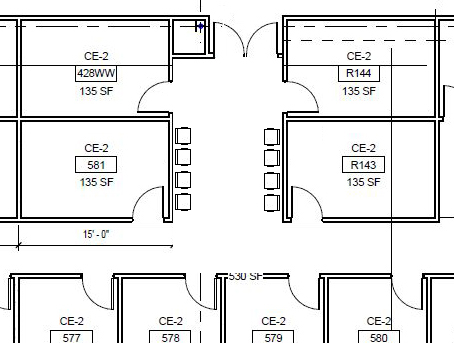 CE-2
428WW
135 SF
CE-2
R144
135 SF
CE-2
581
135 SF
CE-2
R143
135 SF
15' - 0"
530 SF
CE-2
577
CE-2
578
CE-2
579
CE-2
580